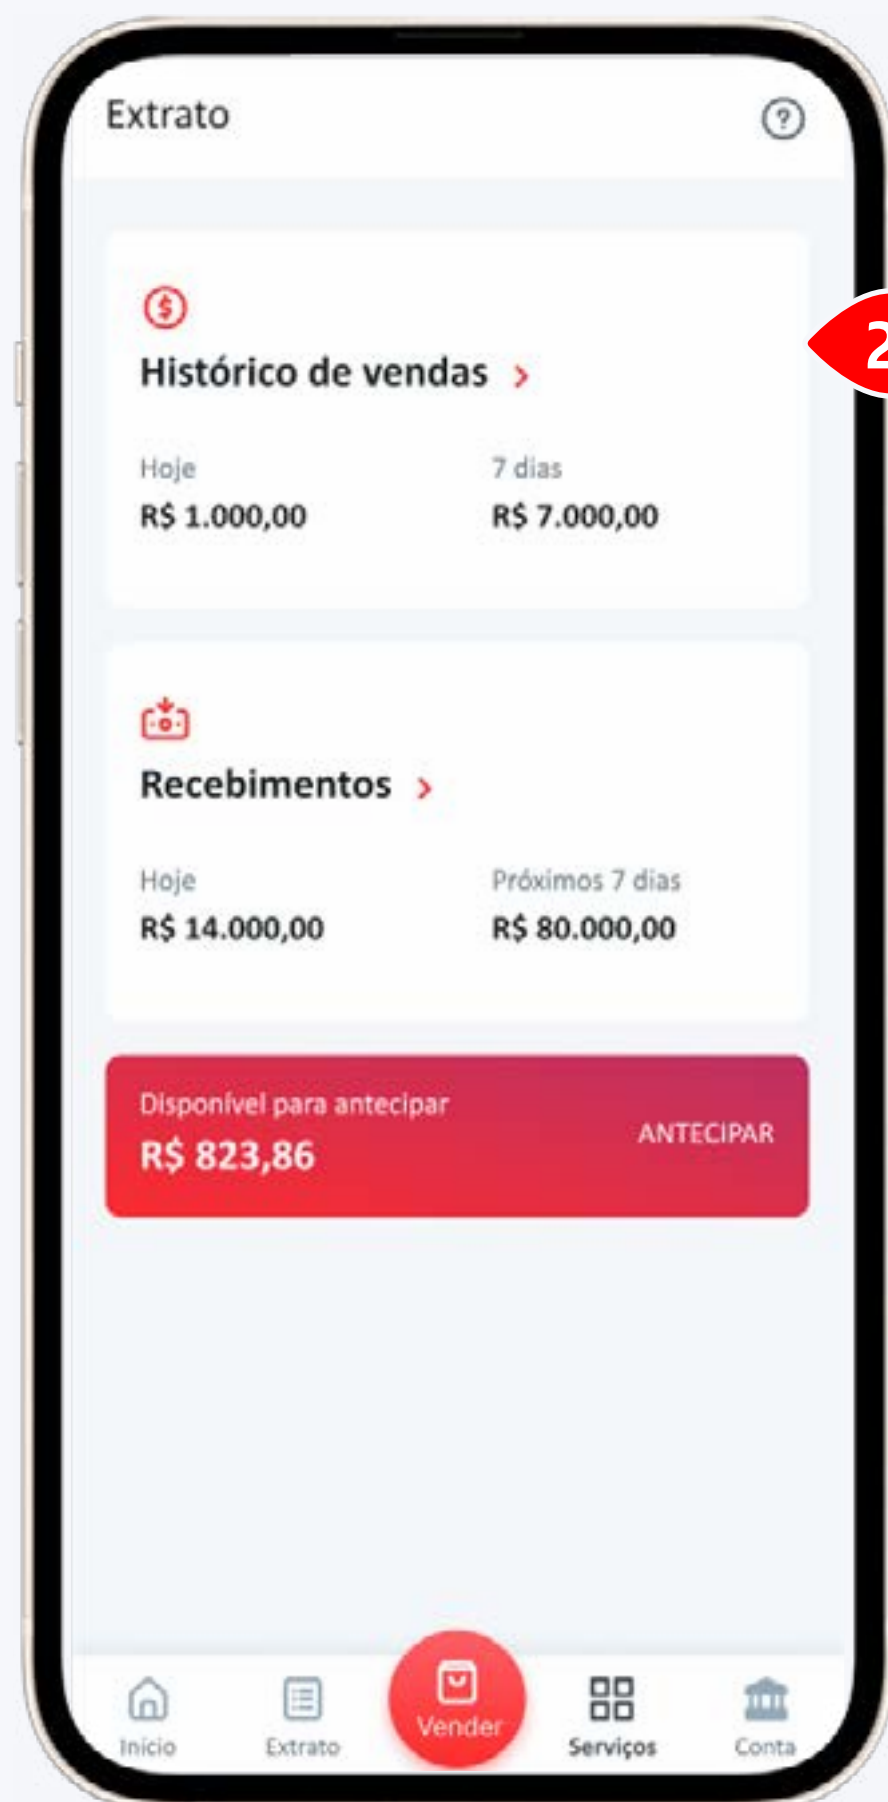 Extrato
2
Histórico de vendas
Hoje 7 dias
R$ 1.000,00 R$ 7.000,00
Recebimentos
Hoje Próximos 7 dias
R$ 14.000,00 R$ 80.000,00
Disponível para antecipar
ANTECIPAR
R$ 823,86
Início Extrato Vender Serviços Conta